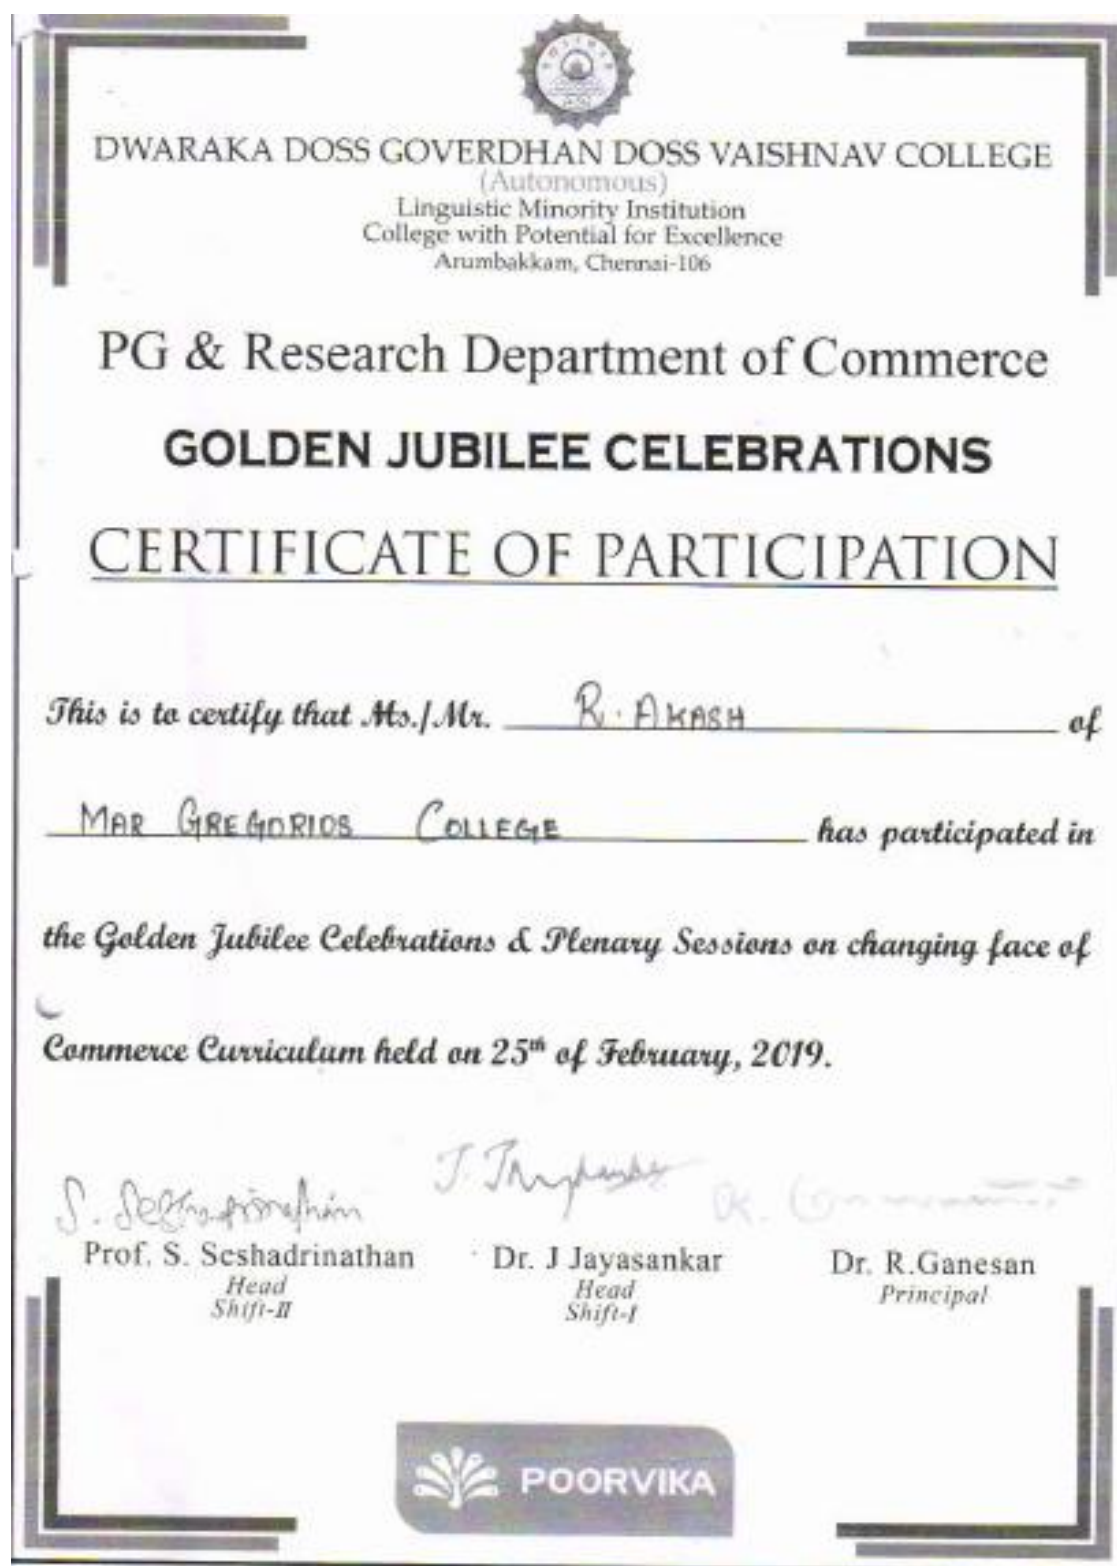 DWARAKA DOSS GOVERDHAN DOSS VAISHNAV COLLEGE
(Autonomous)
Linguistic Minority Institution
College with Potential for Excellence
Arumbakkam, Chennai-106
PG & Research Department of Commerce
GOLDEN JUBILEE CELEBRATIONS
CERTIFICATE OF PARTICIPATION
This is to certify that Ms./Mr. R. AKASH of
MAR GREGORIOS COLLEGE has participated in
the Golden Jubilee Celebrations & Plenary Sessions on changing face of
Commerce Curriculum held on 25th of February, 2019.
S. Seshadrinathan
Prof. S. Seshadrinathan Dr. J Jayasankar Dr. R.Ganesan
Head Head Principal
Shift-II Shift-I
POORVIKA